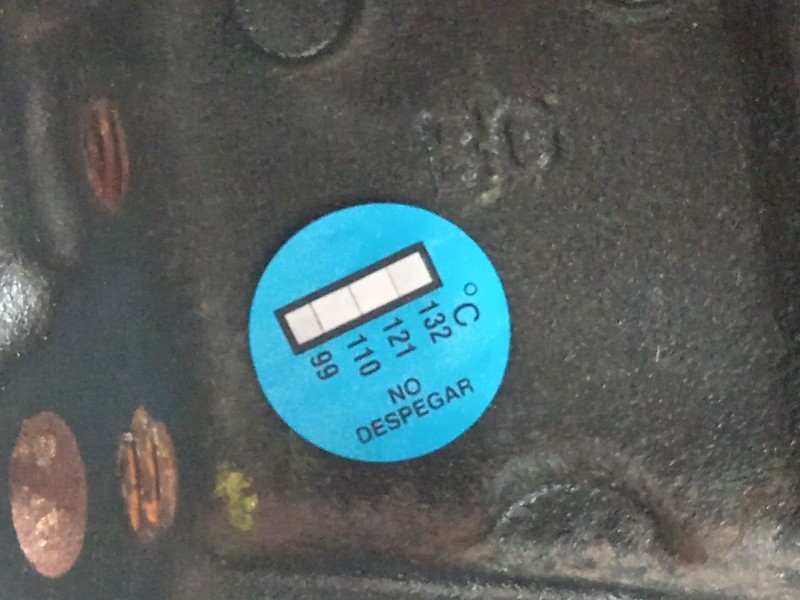 °C
99 110 121 132
NO
DESPEGAR